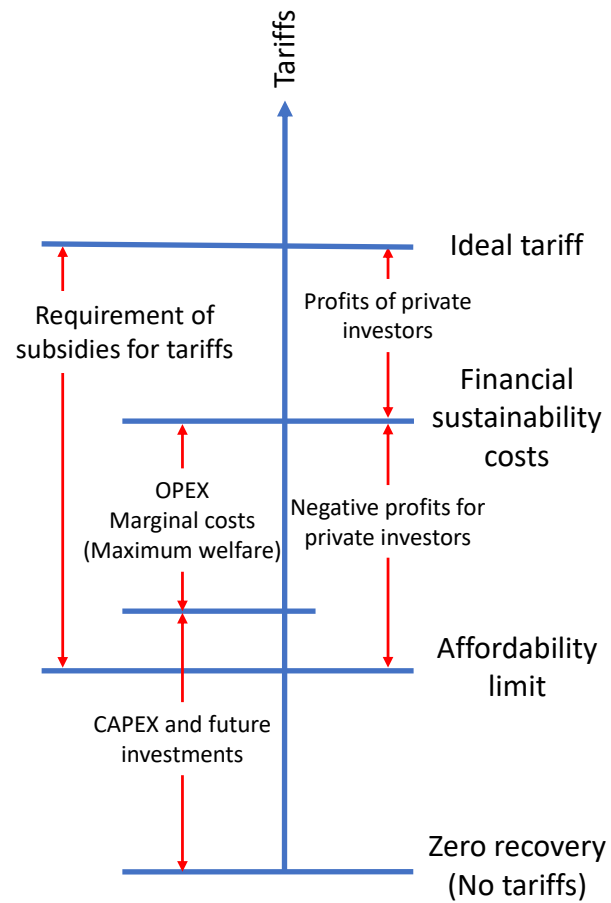 Tariffs
Ideal tariff
Requirement of
subsidies for tariffs
Profits of private
investors
Financial
sustainability
costs
OPEX
Marginal costs
(Maximum welfare)
Negative profits for
private investors
Affordability
limit
CAPEX and future
investments
Zero recovery
(No tariffs)